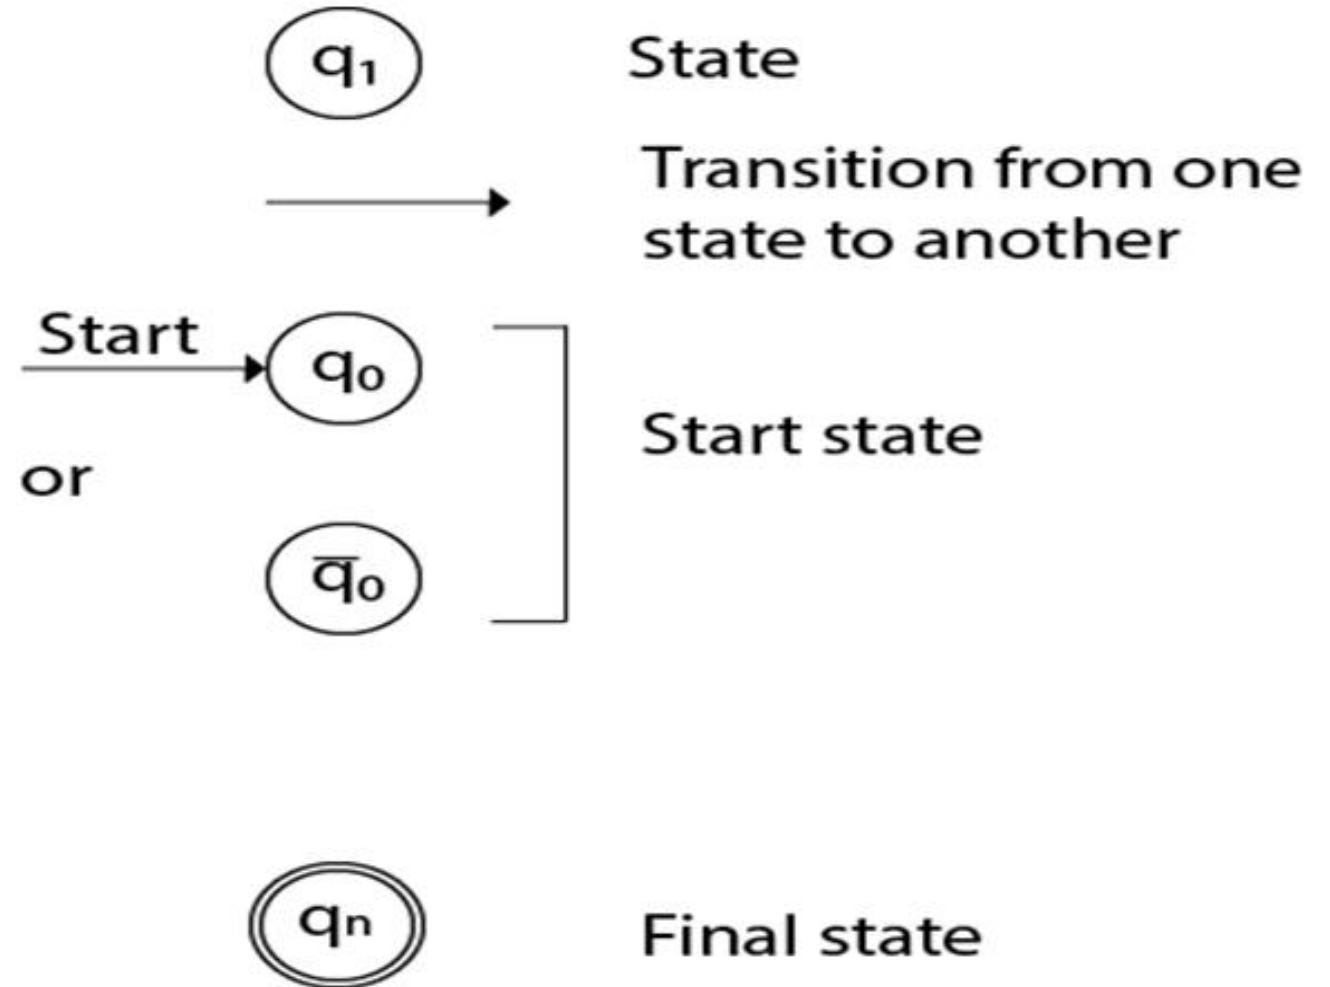 q₁ State
Transition from one
state to another
Start
q₀
Start state
or
q̅₀
qn Final state